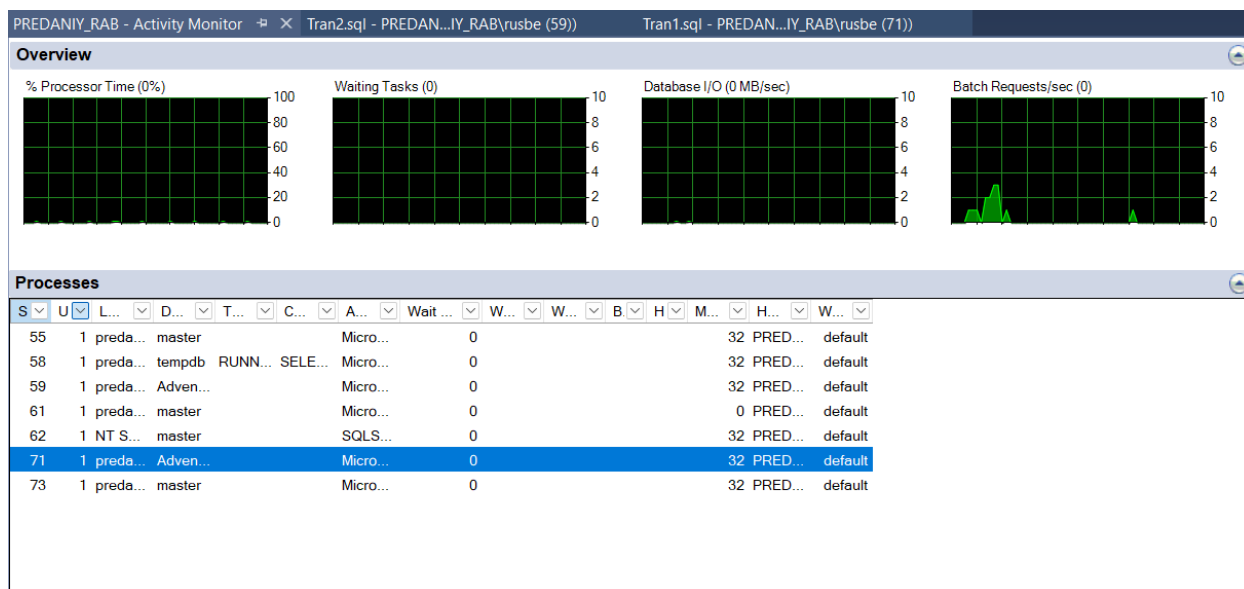 PREDANIY_RAB - Activity Monitor Tran2.sql - PREDAN...IY_RAB\rusbe (59)) Tran1.sql - PREDAN...IY_RAB\rusbe (71))
Overview
% Processor Time (0%) Waiting Tasks (0) Database I/O (0 MB/sec) Batch Requests/sec (0)
100 10 10 10
80 8 8 8
60 6 6 6
40 4 4 4
20 2 2 2
0 0 0 0
Processes
S U L... D... T... C... A... Wait ... W... W... B. H M... H... W...
55 1 preda... master Micro... 0 32 PRED... default
58 1 preda... tempdb RUNN... SELE... Micro... 0 32 PRED... default
59 1 preda... Adven... Micro... 0 32 PRED... default
61 1 preda... master Micro... 0 0 PRED... default
62 1 NT S... master SQLS... 0 32 PRED... default
71 1 preda... Adven... Micro... 0 32 PRED... default
73 1 preda... master Micro... 0 32 PRED... default